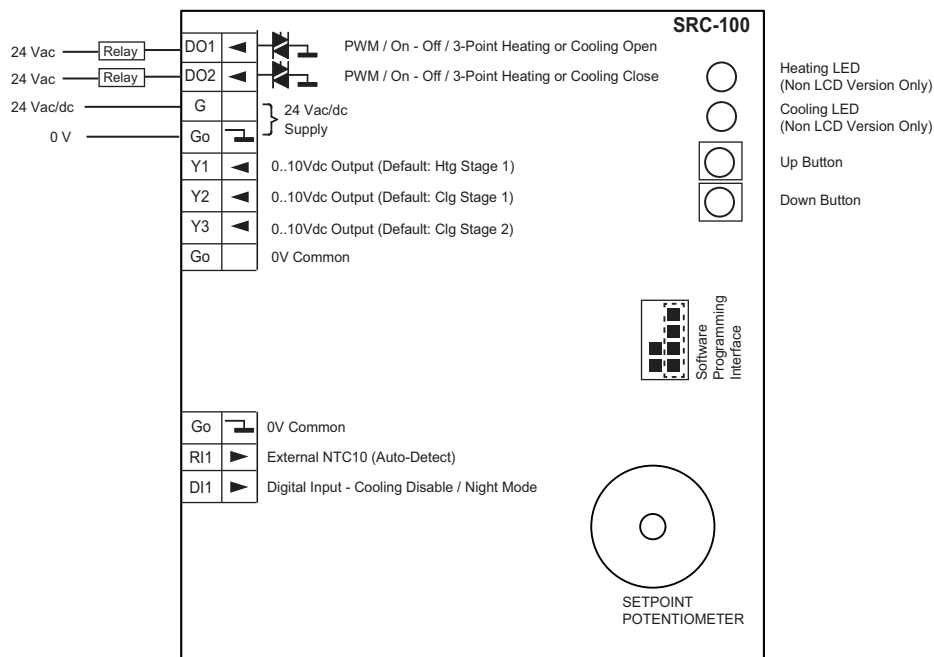 SRC-100
24 Vac Relay DO1 PWM / On - Off / 3-Point Heating or Cooling Open
24 Vac Relay DO2 PWM / On - Off / 3-Point Heating or Cooling Close
24 Vac/dc G
24 Vac/dc
Supply
0 V Go
Y1 0..10Vdc Output (Default: Htg Stage 1)
Y2 0..10Vdc Output (Default: Clg Stage 1)
Y3 0..10Vdc Output (Default: Clg Stage 2)
Go 0V Common
Heating LED
(Non LCD Version Only)
Cooling LED
(Non LCD Version Only)
Up Button
Down Button
Software
Programming
Interface
Go 0V Common
RI1 External NTC10 (Auto-Detect)
DI1 Digital Input - Cooling Disable / Night Mode
SETPOINT
POTENTIOMETER